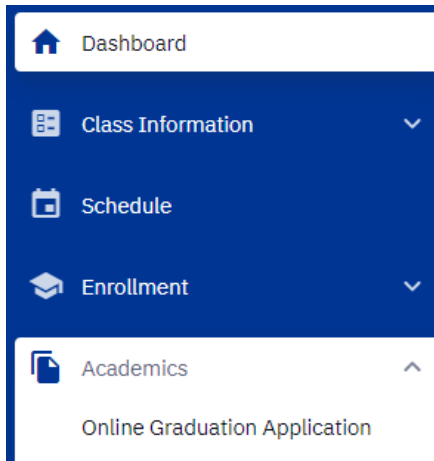 Dashboard
Class Information
Schedule
Enrollment
Academics
Online Graduation Application